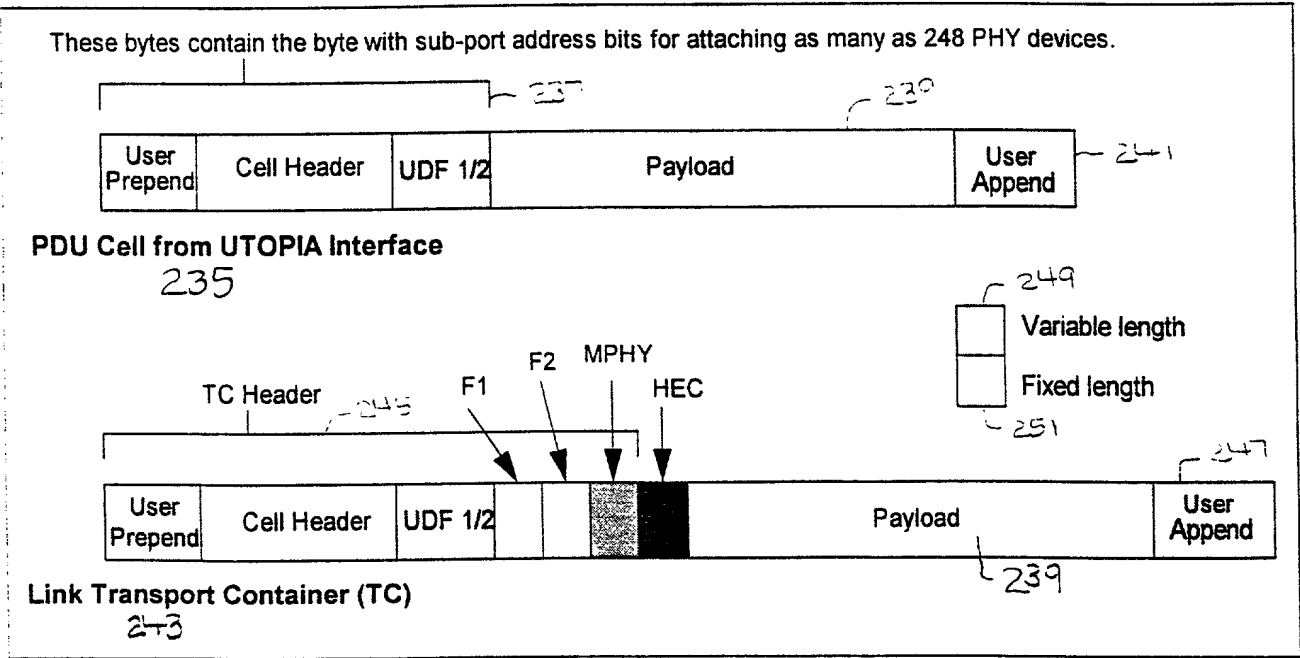 These bytes contain the byte with sub-port address bits for attaching as many as 248 PHY devices.
237
239
User Prepend
Cell Header
UDF 1/2
Payload
User Append
241
PDU Cell from UTOPIA Interface
235
249
Variable length
Fixed length
251
TC Header
245
F1
F2
MPHY
HEC
247
User Prepend
Cell Header
UDF 1/2
Payload
User Append
239
Link Transport Container (TC)
243